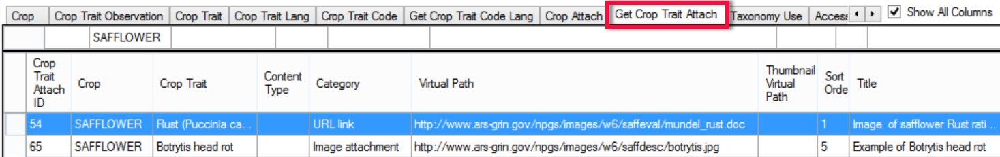 Crop Crop Trait Observation Crop Trait Crop Trait Lang Crop Trait Code Get Crop Trait Code Lang Crop Attach Get Crop Trait Attach Taxonomy Use Access Show All Columns
SAFFLOWER
Crop Trait Attach ID Crop Crop Trait Content Type Category Virtual Path Thumbnail Virtual Path Sort Orde Title
54 SAFFLOWER Rust (Puccinia ca... URL link http://www.ars-grin.gov/npgs/images/w6/saffeval/mundel_rust.doc 1 Image of safflower Rust rati...
65 SAFFLOWER Botrytis head rot Image attachment http://www.ars-grin.gov/npgs/images/w6/saffdesc/botrytis.jpg 5 Example of Botrytis head rot